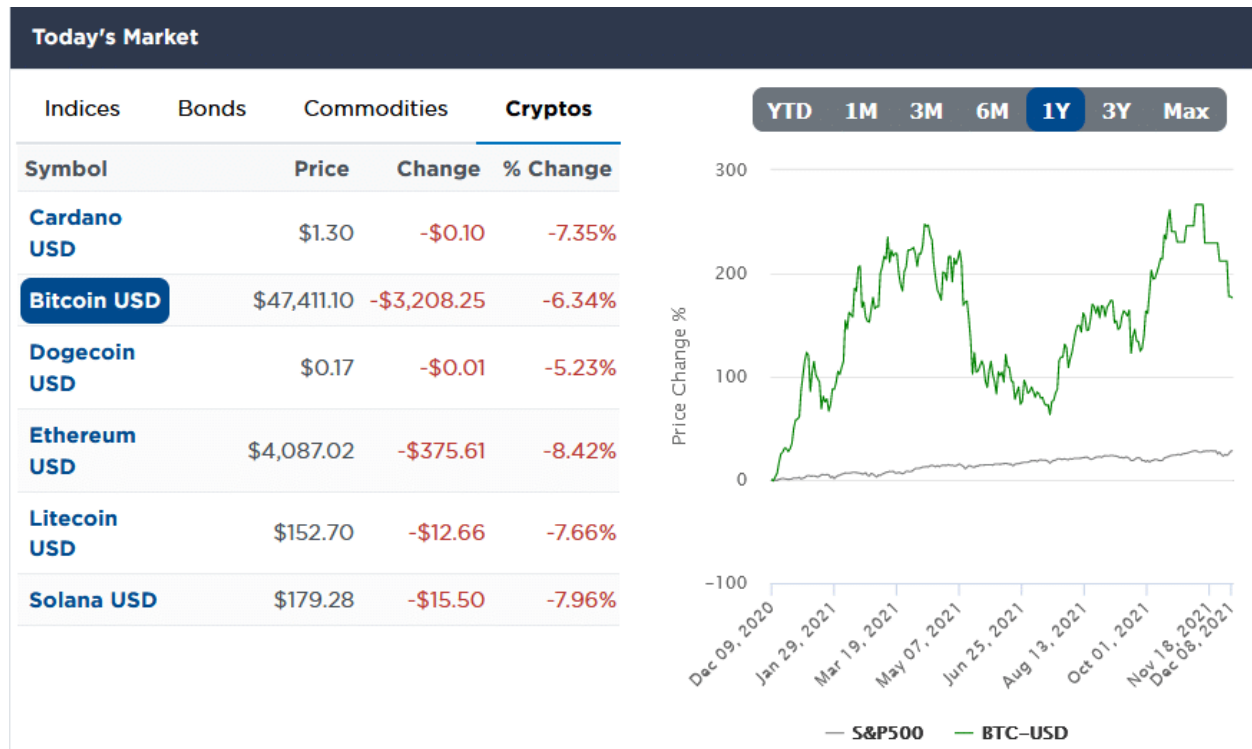 Today's Market
Indices Bonds Commodities Cryptos
Symbol Price Change % Change
Cardano
USD
$1.30 -$0.10 -7.35%
Bitcoin USD $47,411.10 -$3,208.25 -6.34%
Dogecoin
USD
$0.17 -$0.01 -5.23%
Ethereum
USD
$4,087.02 -$375.61 -8.42%
Litecoin
USD
$152.70 -$12.66 -7.66%
Solana USD $179.28 -$15.50 -7.96%
YTD 1M 3M 6M 1Y 3Y Max
Price Change %
300
200
100
0
-100
Dec 09, 2020
Jan 29, 2021
Mar 19, 2021
May 07, 2021
Jun 25, 2021
Aug 13, 2021
Oct 01, 2021
Nov 18, 2021
Dec 08, 2021
S&P500 BTC-USD